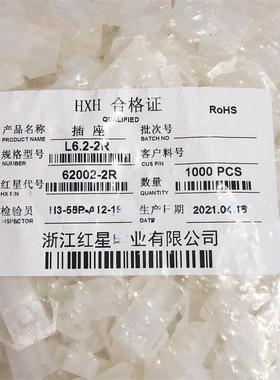 HXH 合格证
QUALIFIED
RoHS
产品名称 插座 批次号
PRODUCT NAME BATCH NO
规格型号 L6.2-2R 客户料号
NUMBER CUS P/N
红星代号 62002-2R 数量 1000 PCS
HX P/N QUANTITY
检验员 生产日期 2021.04.15
INSPECTOR
浙江红星电业有限公司